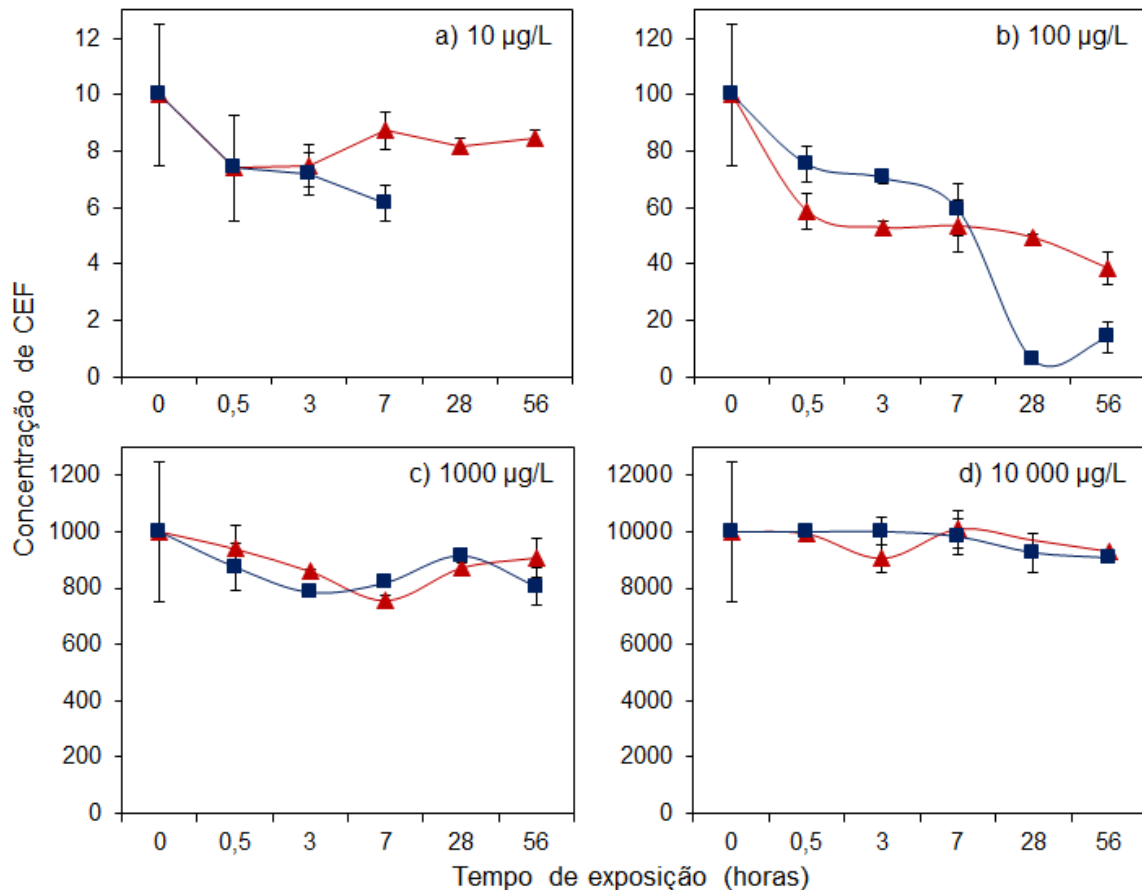 Concentração de CEF
a) 10 µg/L
12
10
8
6
4
2
0
0 0,5 3 7 28 56
b) 100 µg/L
120
100
80
60
40
20
0
0 0,5 3 7 28 56
c) 1000 µg/L
1200
1000
800
600
400
200
0
0 0,5 3 7 28 56
d) 10 000 µg/L
12000
10000
8000
6000
4000
2000
0
0 0,5 3 7 28 56
Tempo de exposição (horas)